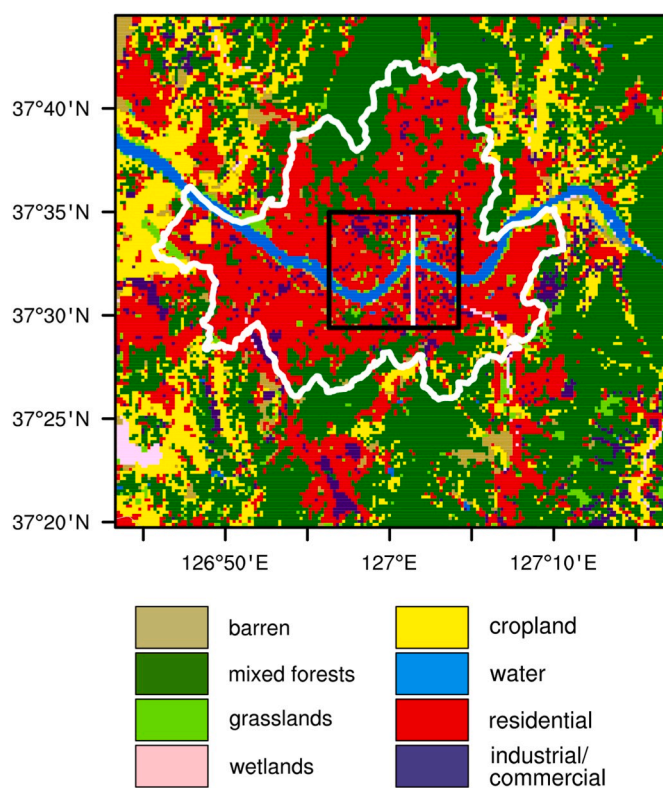 37°40'N
37°35'N
37°30'N
37°25'N
37°20'N
126°50'E
127°E
127°10'E
barren
cropland
mixed forests
water
grasslands
residential
wetlands
industrial/
commercial